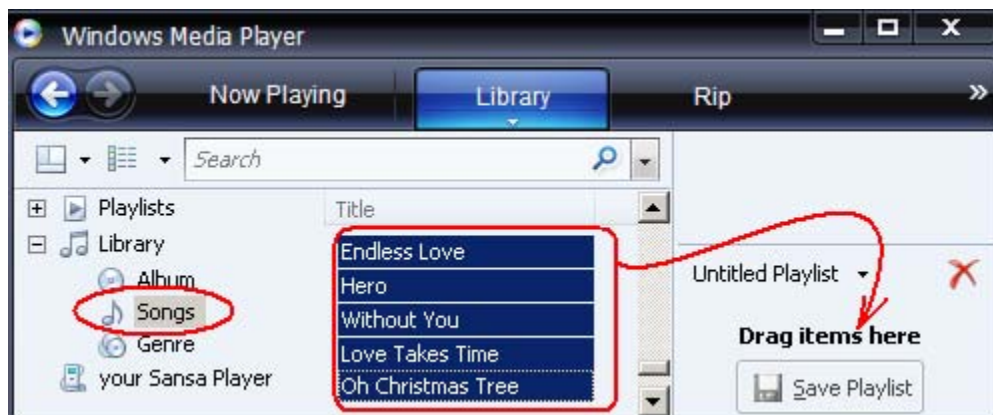 Windows Media Player
Now Playing Library Rip »
Search
Playlists
Library
Album
Songs
Genre
your Sansa Player
Title
Endless Love
Hero
Without You
Love Takes Time
Oh Christmas Tree
Untitled Playlist
Drag items here
Save Playlist